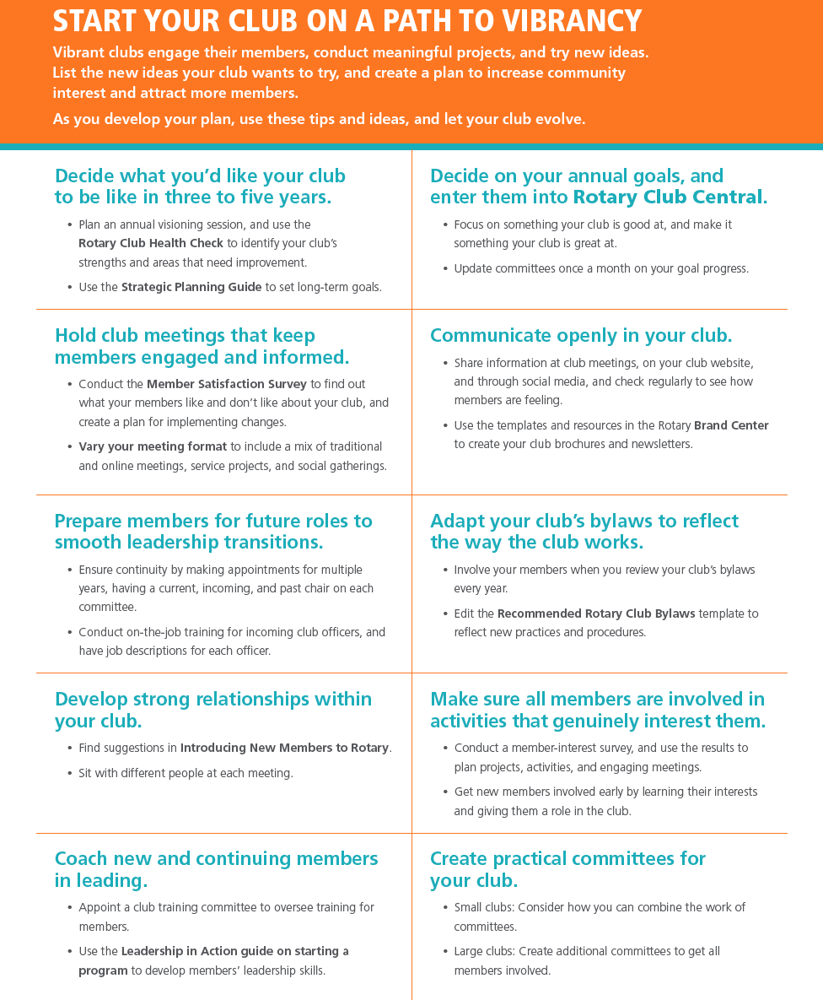 START YOUR CLUB ON A PATH TO VIBRANCY
Vibrant clubs engage their members, conduct meaningful projects, and try new ideas.
List the new ideas your club wants to try, and create a plan to increase community
interest and attract more members.
As you develop your plan, use these tips and ideas, and let your club evolve.
Decide what you’d like your club
to be like in three to five years.
• Plan an annual visioning session, and use the
Rotary Club Health Check to identify your club’s
strengths and areas that need improvement.
• Use the Strategic Planning Guide to set long-term goals.
Decide on your annual goals, and
enter them into Rotary Club Central.
• Focus on something your club is good at, and make it
something your club is great at.
• Update committees once a month on your goal progress.
Hold club meetings that keep
members engaged and informed.
• Conduct the Member Satisfaction Survey to find out
what your members like and don’t like about your club, and
create a plan for implementing changes.
• Vary your meeting format to include a mix of traditional
and online meetings, service projects, and social gatherings.
Communicate openly in your club.
• Share information at club meetings, on your club website,
and through social media, and check regularly to see how
members are feeling.
• Use the templates and resources in the Rotary Brand Center
to create your club brochures and newsletters.
Prepare members for future roles to
smooth leadership transitions.
• Ensure continuity by making appointments for multiple
years, having a current, incoming, and past chair on each
committee.
• Conduct on-the-job training for incoming club officers, and
have job descriptions for each officer.
Adapt your club’s bylaws to reflect
the way the club works.
• Involve your members when you review your club’s bylaws
every year.
• Edit the Recommended Rotary Club Bylaws template to
reflect new practices and procedures.
Develop strong relationships within
your club.
• Find suggestions in Introducing New Members to Rotary.
• Sit with different people at each meeting.
Make sure all members are involved in
activities that genuinely interest them.
• Conduct a member-interest survey, and use the results to
plan projects, activities, and engaging meetings.
• Get new members involved early by learning their interests
and giving them a role in the club.
Coach new and continuing members
in leading.
• Appoint a club training committee to oversee training for
members.
• Use the Leadership in Action guide on starting a
program to develop members’ leadership skills.
Create practical committees for
your club.
• Small clubs: Consider how you can combine the work of
committees.
• Large clubs: Create additional committees to get all
members involved.